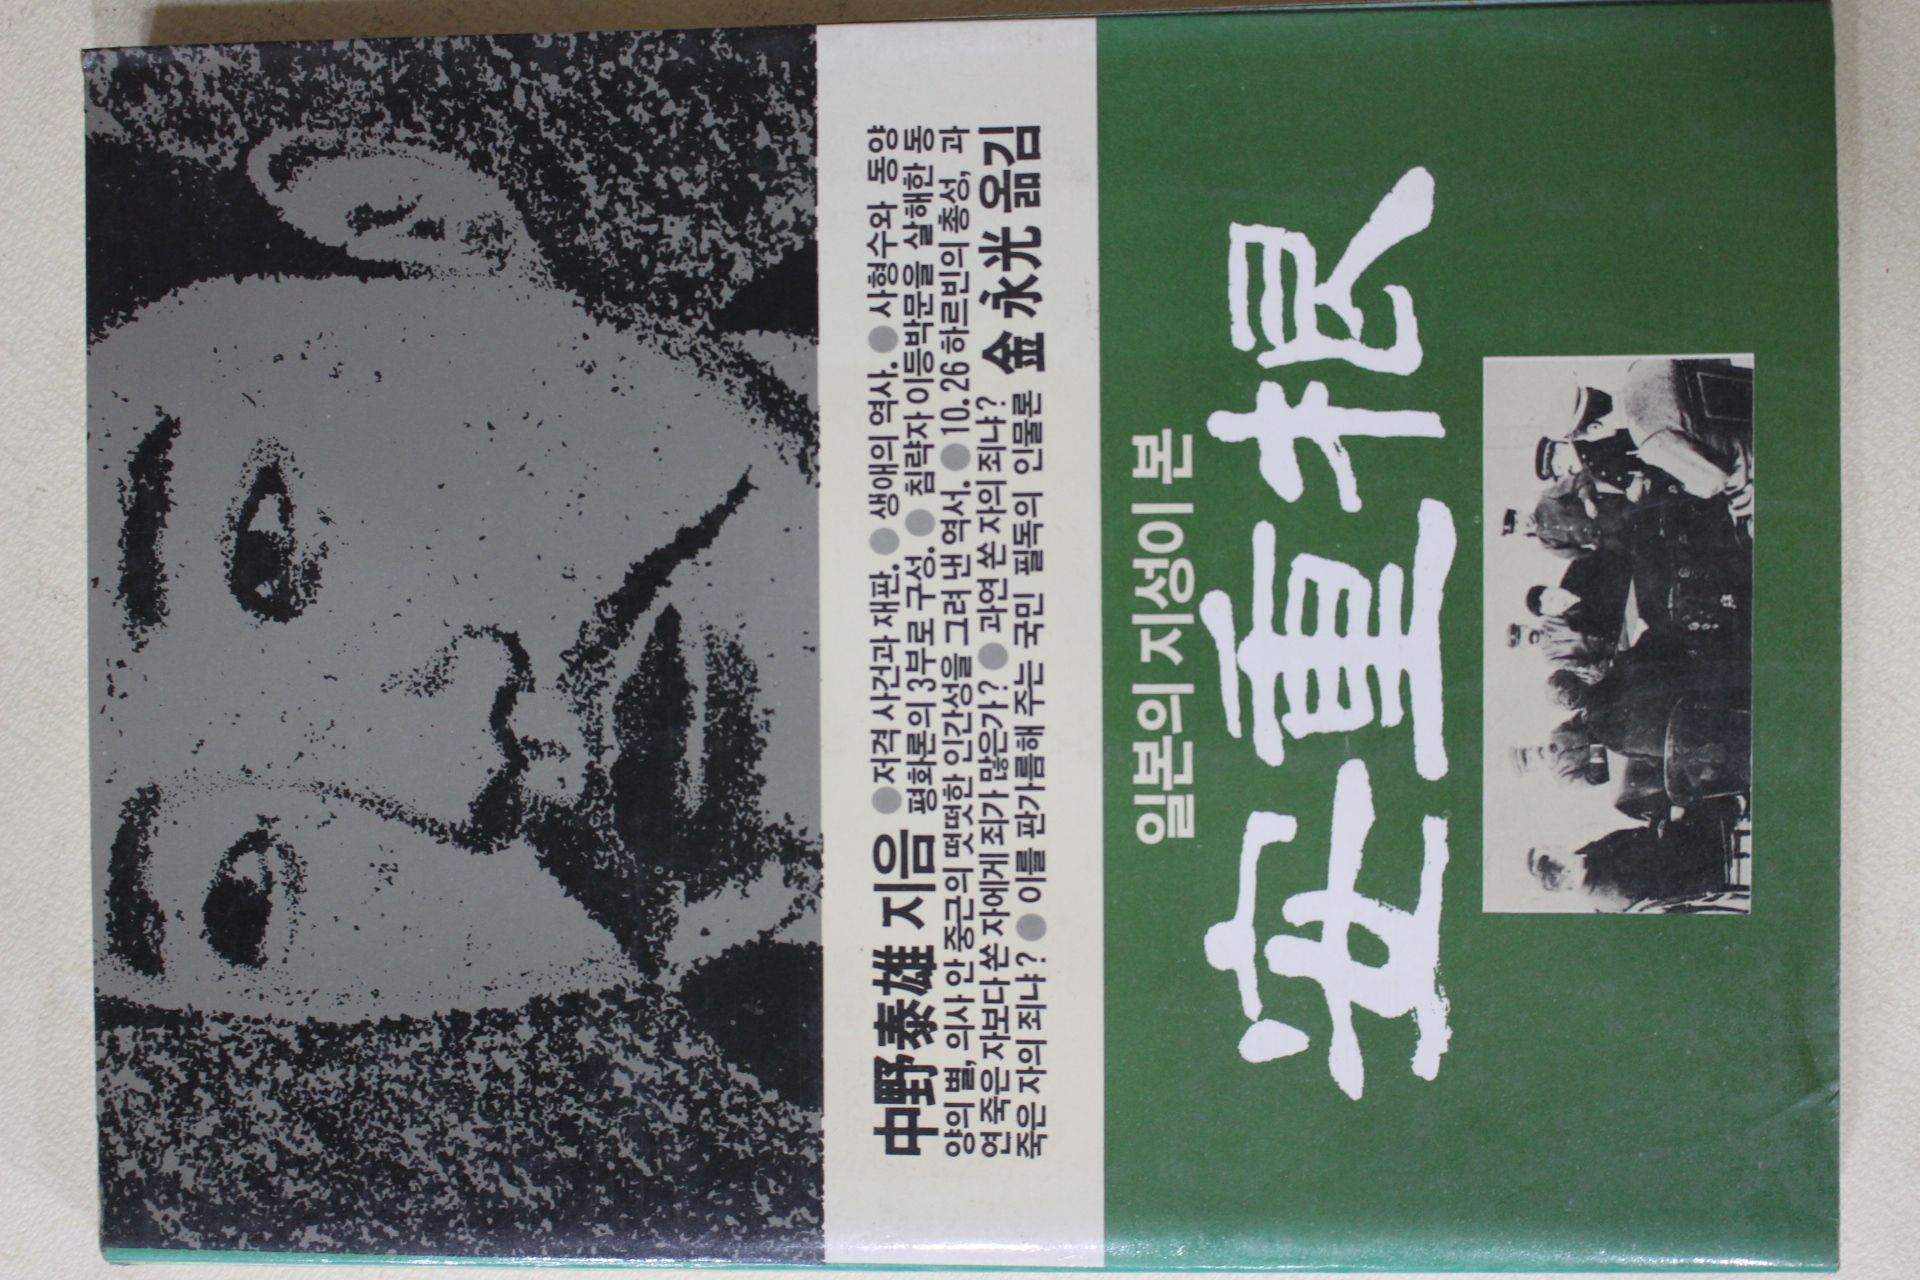 中野泰雄 지음 ●저격 사건과 재판. ●생애의 역사. ●사형수와 동양
평화론의 3부로 구성. ●침략자 이등박문을 살해한 동
양의 별, 의사 안중근의 떳떳한 인간성을 그려 낸 역서. ●10.26 하르빈의 총성, 과
연 죽은 자보다 쏜 자에게 죄가 많은가? ●과연 쏜 자의 죄냐?
죽은 자의 죄냐? ●이를 판가름해 주는 국민 필독의 인물론 金永光 옮김
일본의 지성이 본
安重根